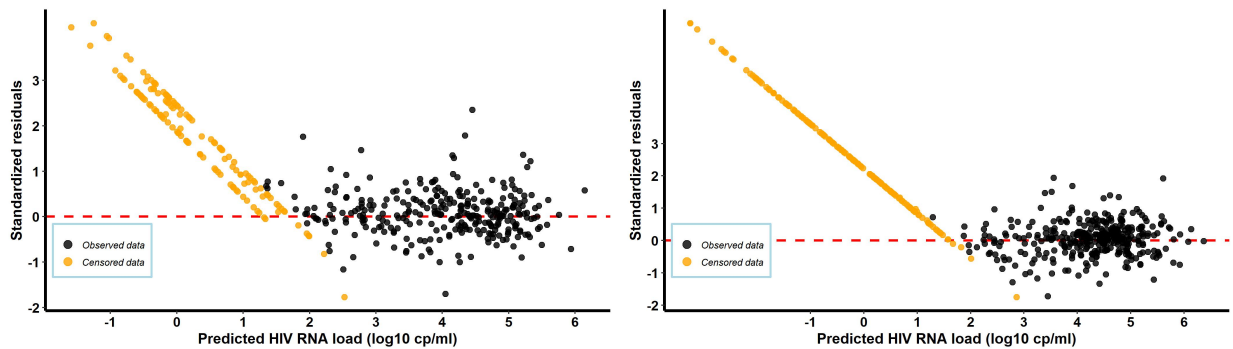 Standardized residuals
3
2
1
0
-1
-2
Observed data
Censored data
-1 0 1 2 3 4 5 6
Predicted HIV RNA load (log10 cp/ml)
Standardized residuals
3
2
1
0
-1
-2
Observed data
Censored data
-1 0 1 2 3 4 5 6
Predicted HIV RNA load (log10 cp/ml)